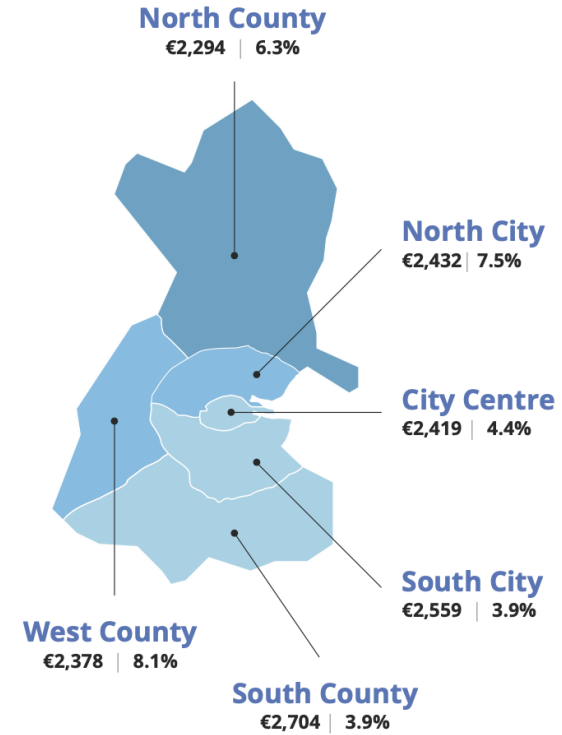 North County
€2,294 | 6.3%
North City
€2,432 | 7.5%
City Centre
€2,419 | 4.4%
South City
€2,559 | 3.9%
West County
€2,378 | 8.1%
South County
€2,704 | 3.9%